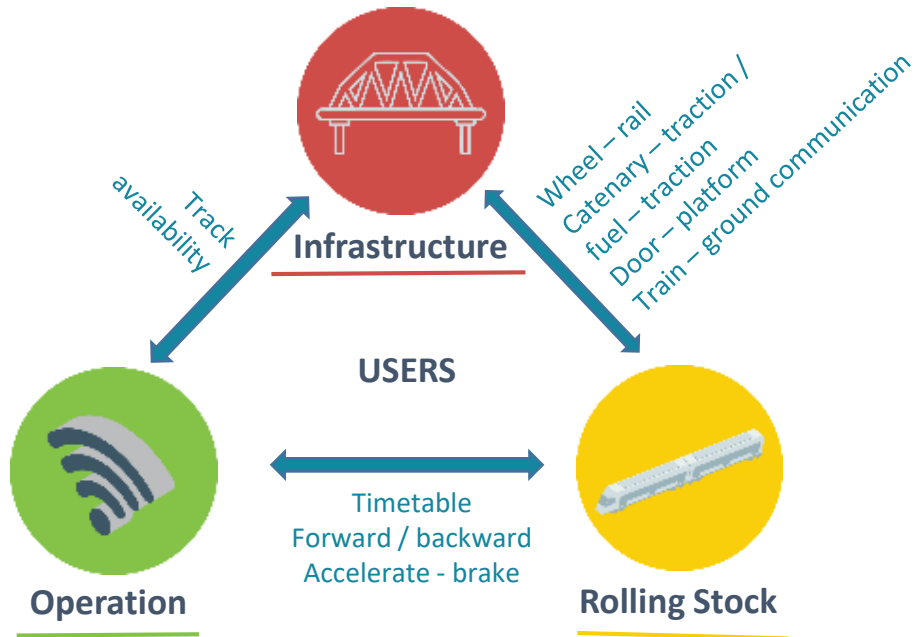 Track
availability
Wheel – rail
Catenary – traction /
fuel – traction
Door – platform
Train – ground communication
Infrastructure
USERS
Timetable
Forward / backward
Accelerate - brake
Operation
Rolling Stock